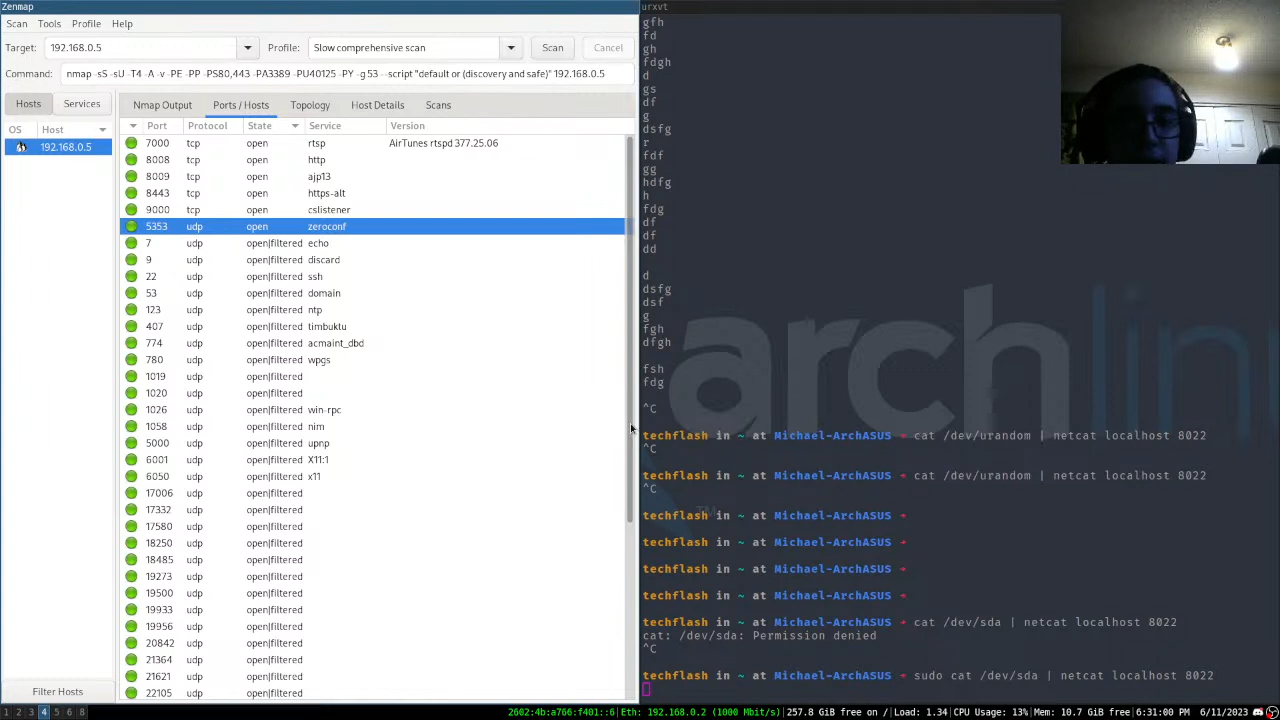 Zenmap
Scan Tools Profile Help
Target: 192.168.0.5 Profile: Slow comprehensive scan Scan Cancel
Command: nmap -sS -sU -T4 -A -v -PE -PP -PS80,443 -PA3389 -PU40125 -PY -g 53 --script "default or (discovery and safe)" 192.168.0.5
Hosts Services
OS Host
192.168.0.5
Nmap Output Ports / Hosts Topology Host Details Scans
Port Protocol State Service Version
7000 tcp open rtsp AirTunes rtspd 377.25.06
8008 tcp open http
8009 tcp open ajp13
8443 tcp open https-alt
9000 tcp open cslistener
5353 udp open zeroconf
7 udp open|filtered echo
9 udp open|filtered discard
22 udp open|filtered ssh
53 udp open|filtered domain
123 udp open|filtered ntp
407 udp open|filtered timbuktu
774 udp open|filtered acmaint_dbd
780 udp open|filtered wpgs
1019 udp open|filtered
1020 udp open|filtered
1026 udp open|filtered win-rpc
1058 udp open|filtered nim
5000 udp open|filtered upnp
6001 udp open|filtered X11:1
6050 udp open|filtered x11
17006 udp open|filtered
17332 udp open|filtered
17580 udp open|filtered
18250 udp open|filtered
18485 udp open|filtered
19273 udp open|filtered
19500 udp open|filtered
19933 udp open|filtered
19956 udp open|filtered
20842 udp open|filtered
21364 udp open|filtered
21621 udp open|filtered
22105 udp open|filtered
Filter Hosts
urxvt
gfh
fd
gh
fdgh
d
gs
df
g
dsfg
r
fdf
gg
hdfg
h
fdg
df
df
dd
d
dsfg
dsf
g
fgh
dfgh
fsh
fdg
^C
techflash in ~ at Michael-ArchASUS → cat /dev/urandom | netcat localhost 8022
^C
techflash in ~ at Michael-ArchASUS → cat /dev/urandom | netcat localhost 8022
^C
techflash in ~ at Michael-ArchASUS →
techflash in ~ at Michael-ArchASUS →
techflash in ~ at Michael-ArchASUS →
techflash in ~ at Michael-ArchASUS →
techflash in ~ at Michael-ArchASUS → cat /dev/sda | netcat localhost 8022
cat: /dev/sda: Permission denied
^C
techflash in ~ at Michael-ArchASUS → sudo cat /dev/sda | netcat localhost 8022
archlin
TM
1 2 3 4 5 6 8
2602:4b:a766:f401::6|Eth: 192.168.0.2 (1000 Mbit/s)|257.8 GiB free on /|Load: 1.34|CPU Usage: 13%|Mem: 10.7 GiB free|6/11/2023 6:31:00 PM